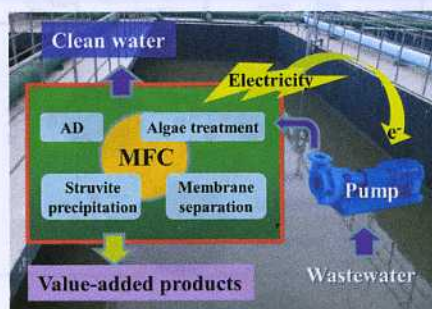 Clean water
Electricity
e-
AD
Algae treatment
MFC
Struvite
precipitation
Membrane
separation
Pump
Value-added products
Wastewater